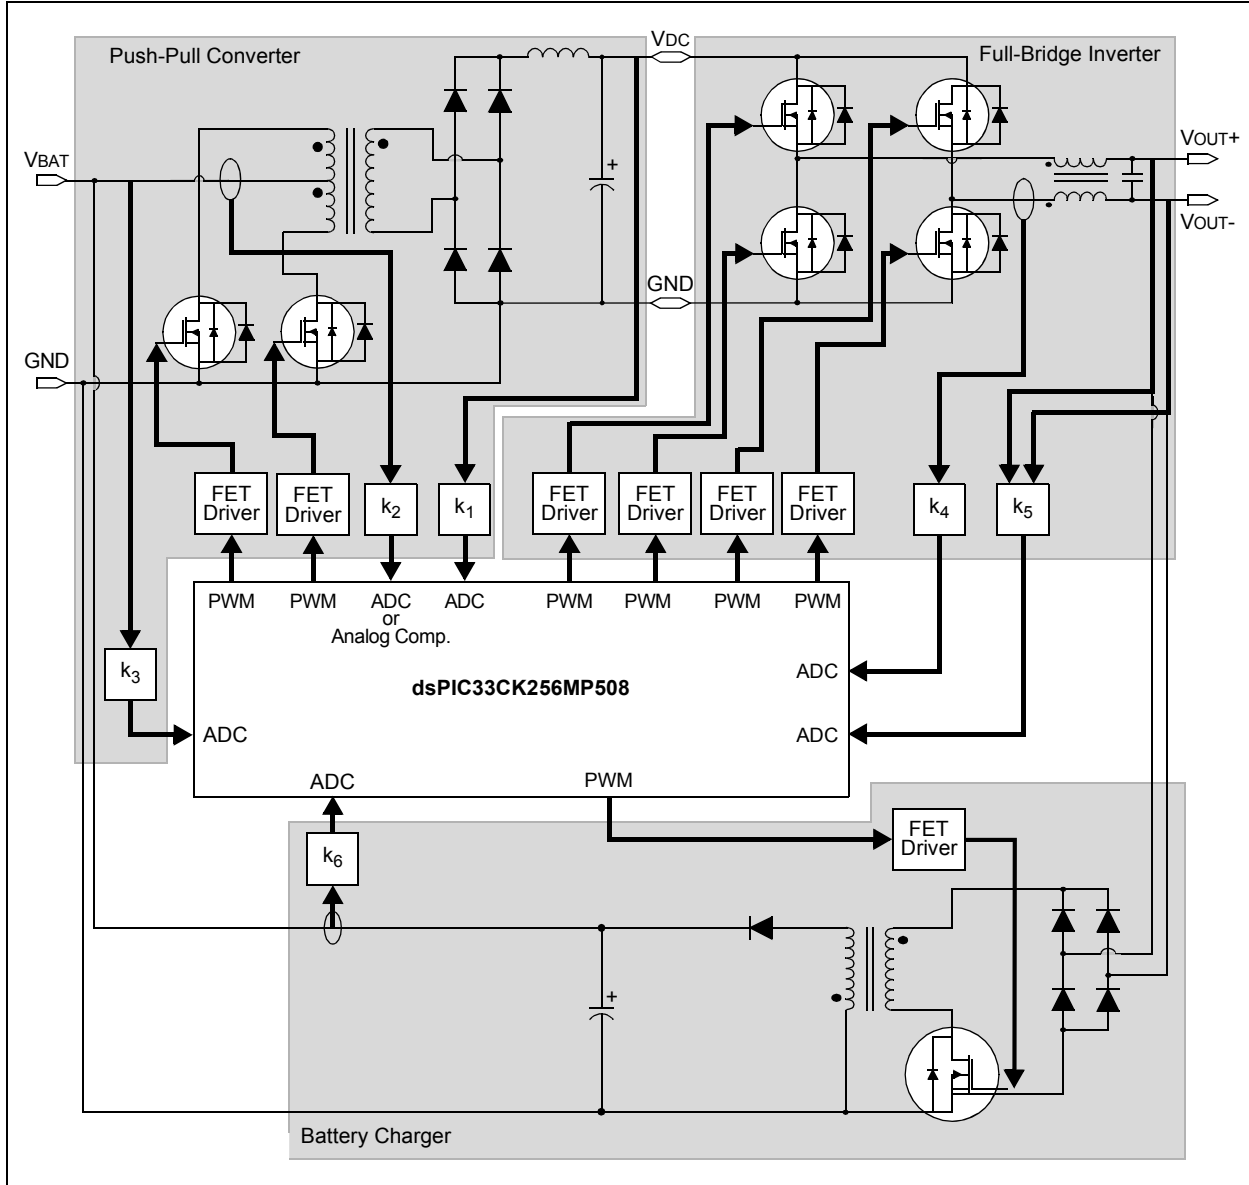 Push-Pull Converter
VDC
Full-Bridge Inverter
VBAT
VOUT+
VOUT-
GND
GND
FET
Driver
FET
Driver
k2
k1
FET
Driver
FET
Driver
FET
Driver
FET
Driver
k4
k5
PWM
PWM
ADC
or
Analog Comp.
ADC
PWM
PWM
PWM
PWM
k3
ADC
dsPIC33CK256MP508
ADC
ADC
ADC
PWM
k6
FET
Driver
+
+
Battery Charger